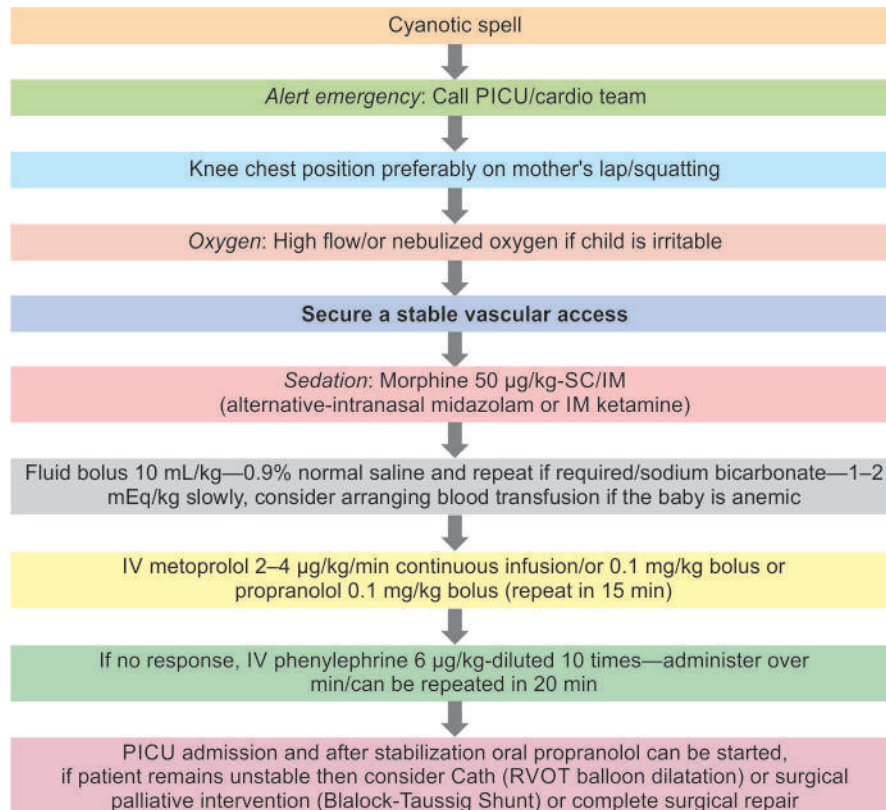 Cyanotic spell
Alert emergency: Call PICU/cardio team
Knee chest position preferably on mother's lap/squatting
Oxygen: High flow/or nebulized oxygen if child is irritable
Secure a stable vascular access
Sedation: Morphine 50 µg/kg-SC/IM
(alternative-intranasal midazolam or IM ketamine)
Fluid bolus 10 mL/kg—0.9% normal saline and repeat if required/sodium bicarbonate—1–2
mEq/kg slowly, consider arranging blood transfusion if the baby is anemic
IV metoprolol 2–4 µg/kg/min continuous infusion/or 0.1 mg/kg bolus or
propranolol 0.1 mg/kg bolus (repeat in 15 min)
If no response, IV phenylephrine 6 µg/kg-diluted 10 times—administer over
min/can be repeated in 20 min
PICU admission and after stabilization oral propranolol can be started,
if patient remains unstable then consider Cath (RVOT balloon dilatation) or surgical
palliative intervention (Blalock-Taussig Shunt) or complete surgical repair